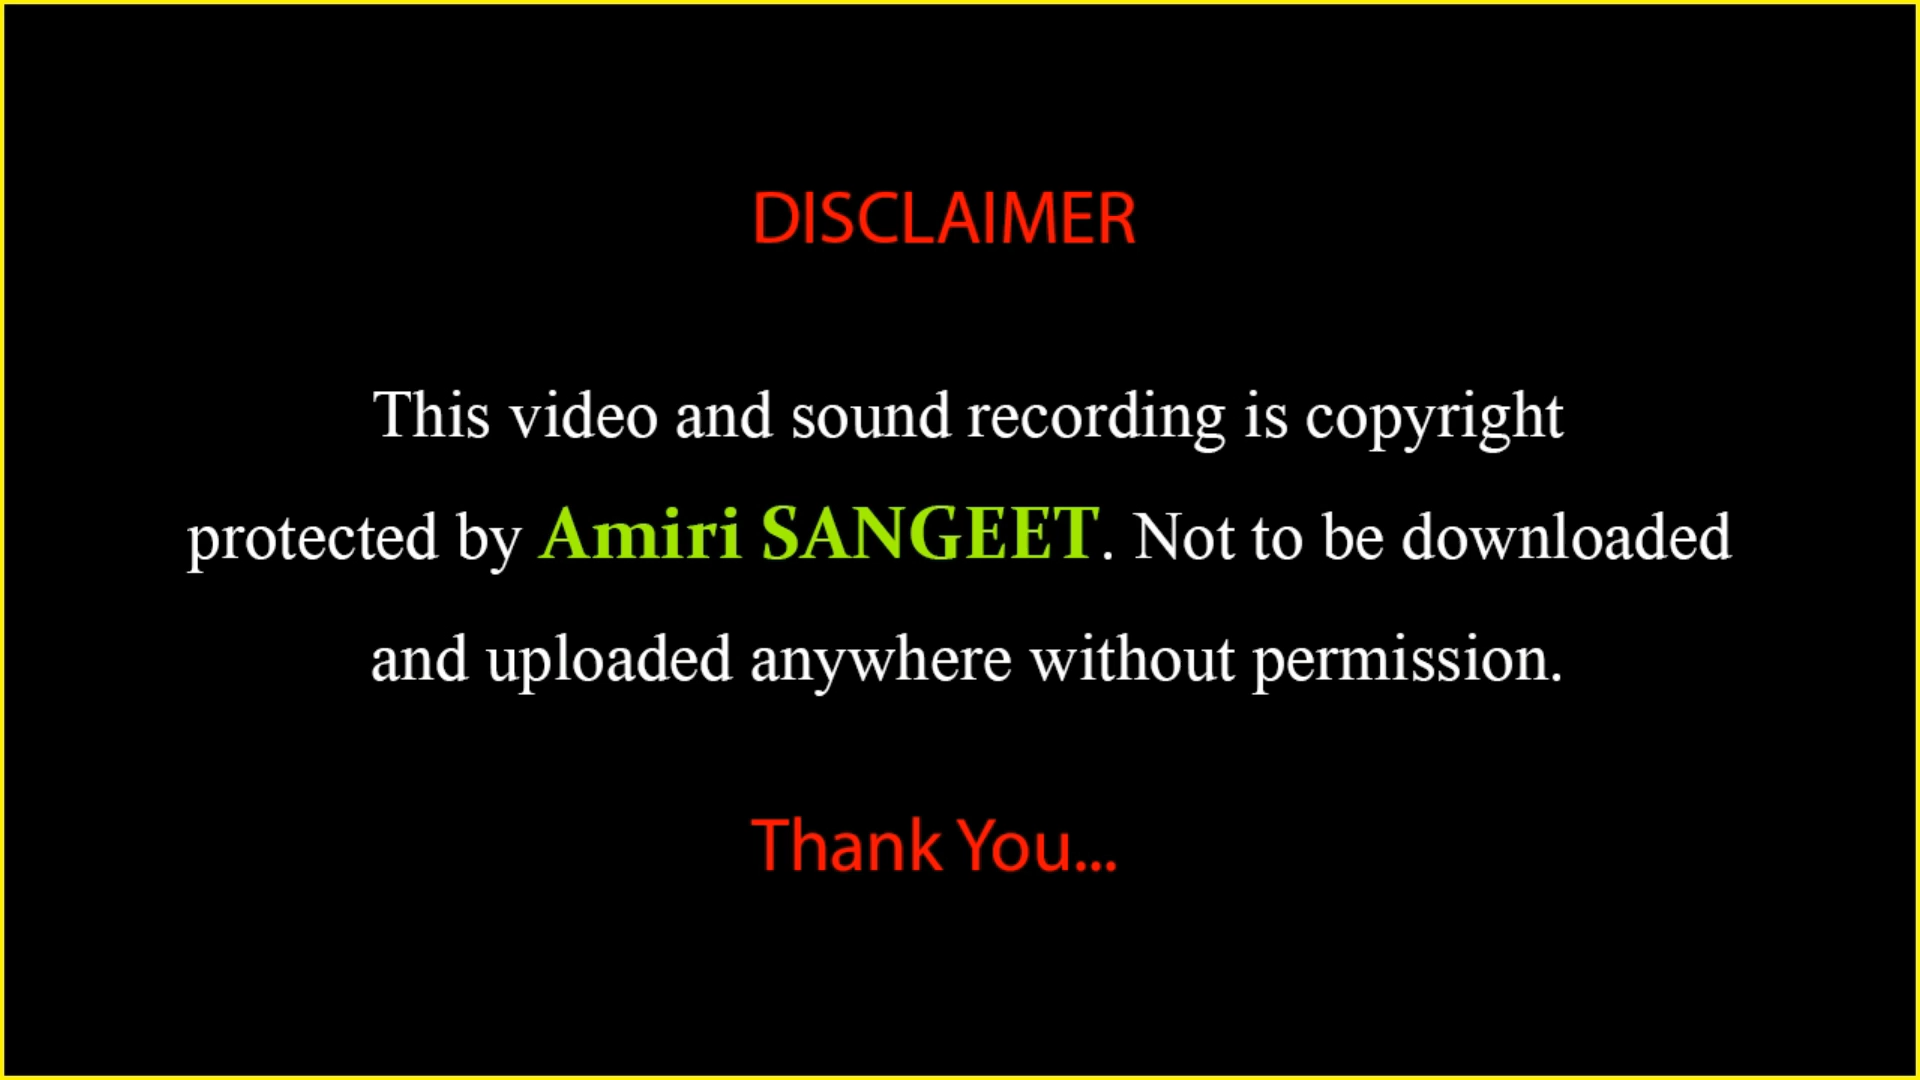 DISCLAIMER
This video and sound recording is copyright
protected by Amiri SANGEET. Not to be downloaded
and uploaded anywhere without permission.
Thank You...